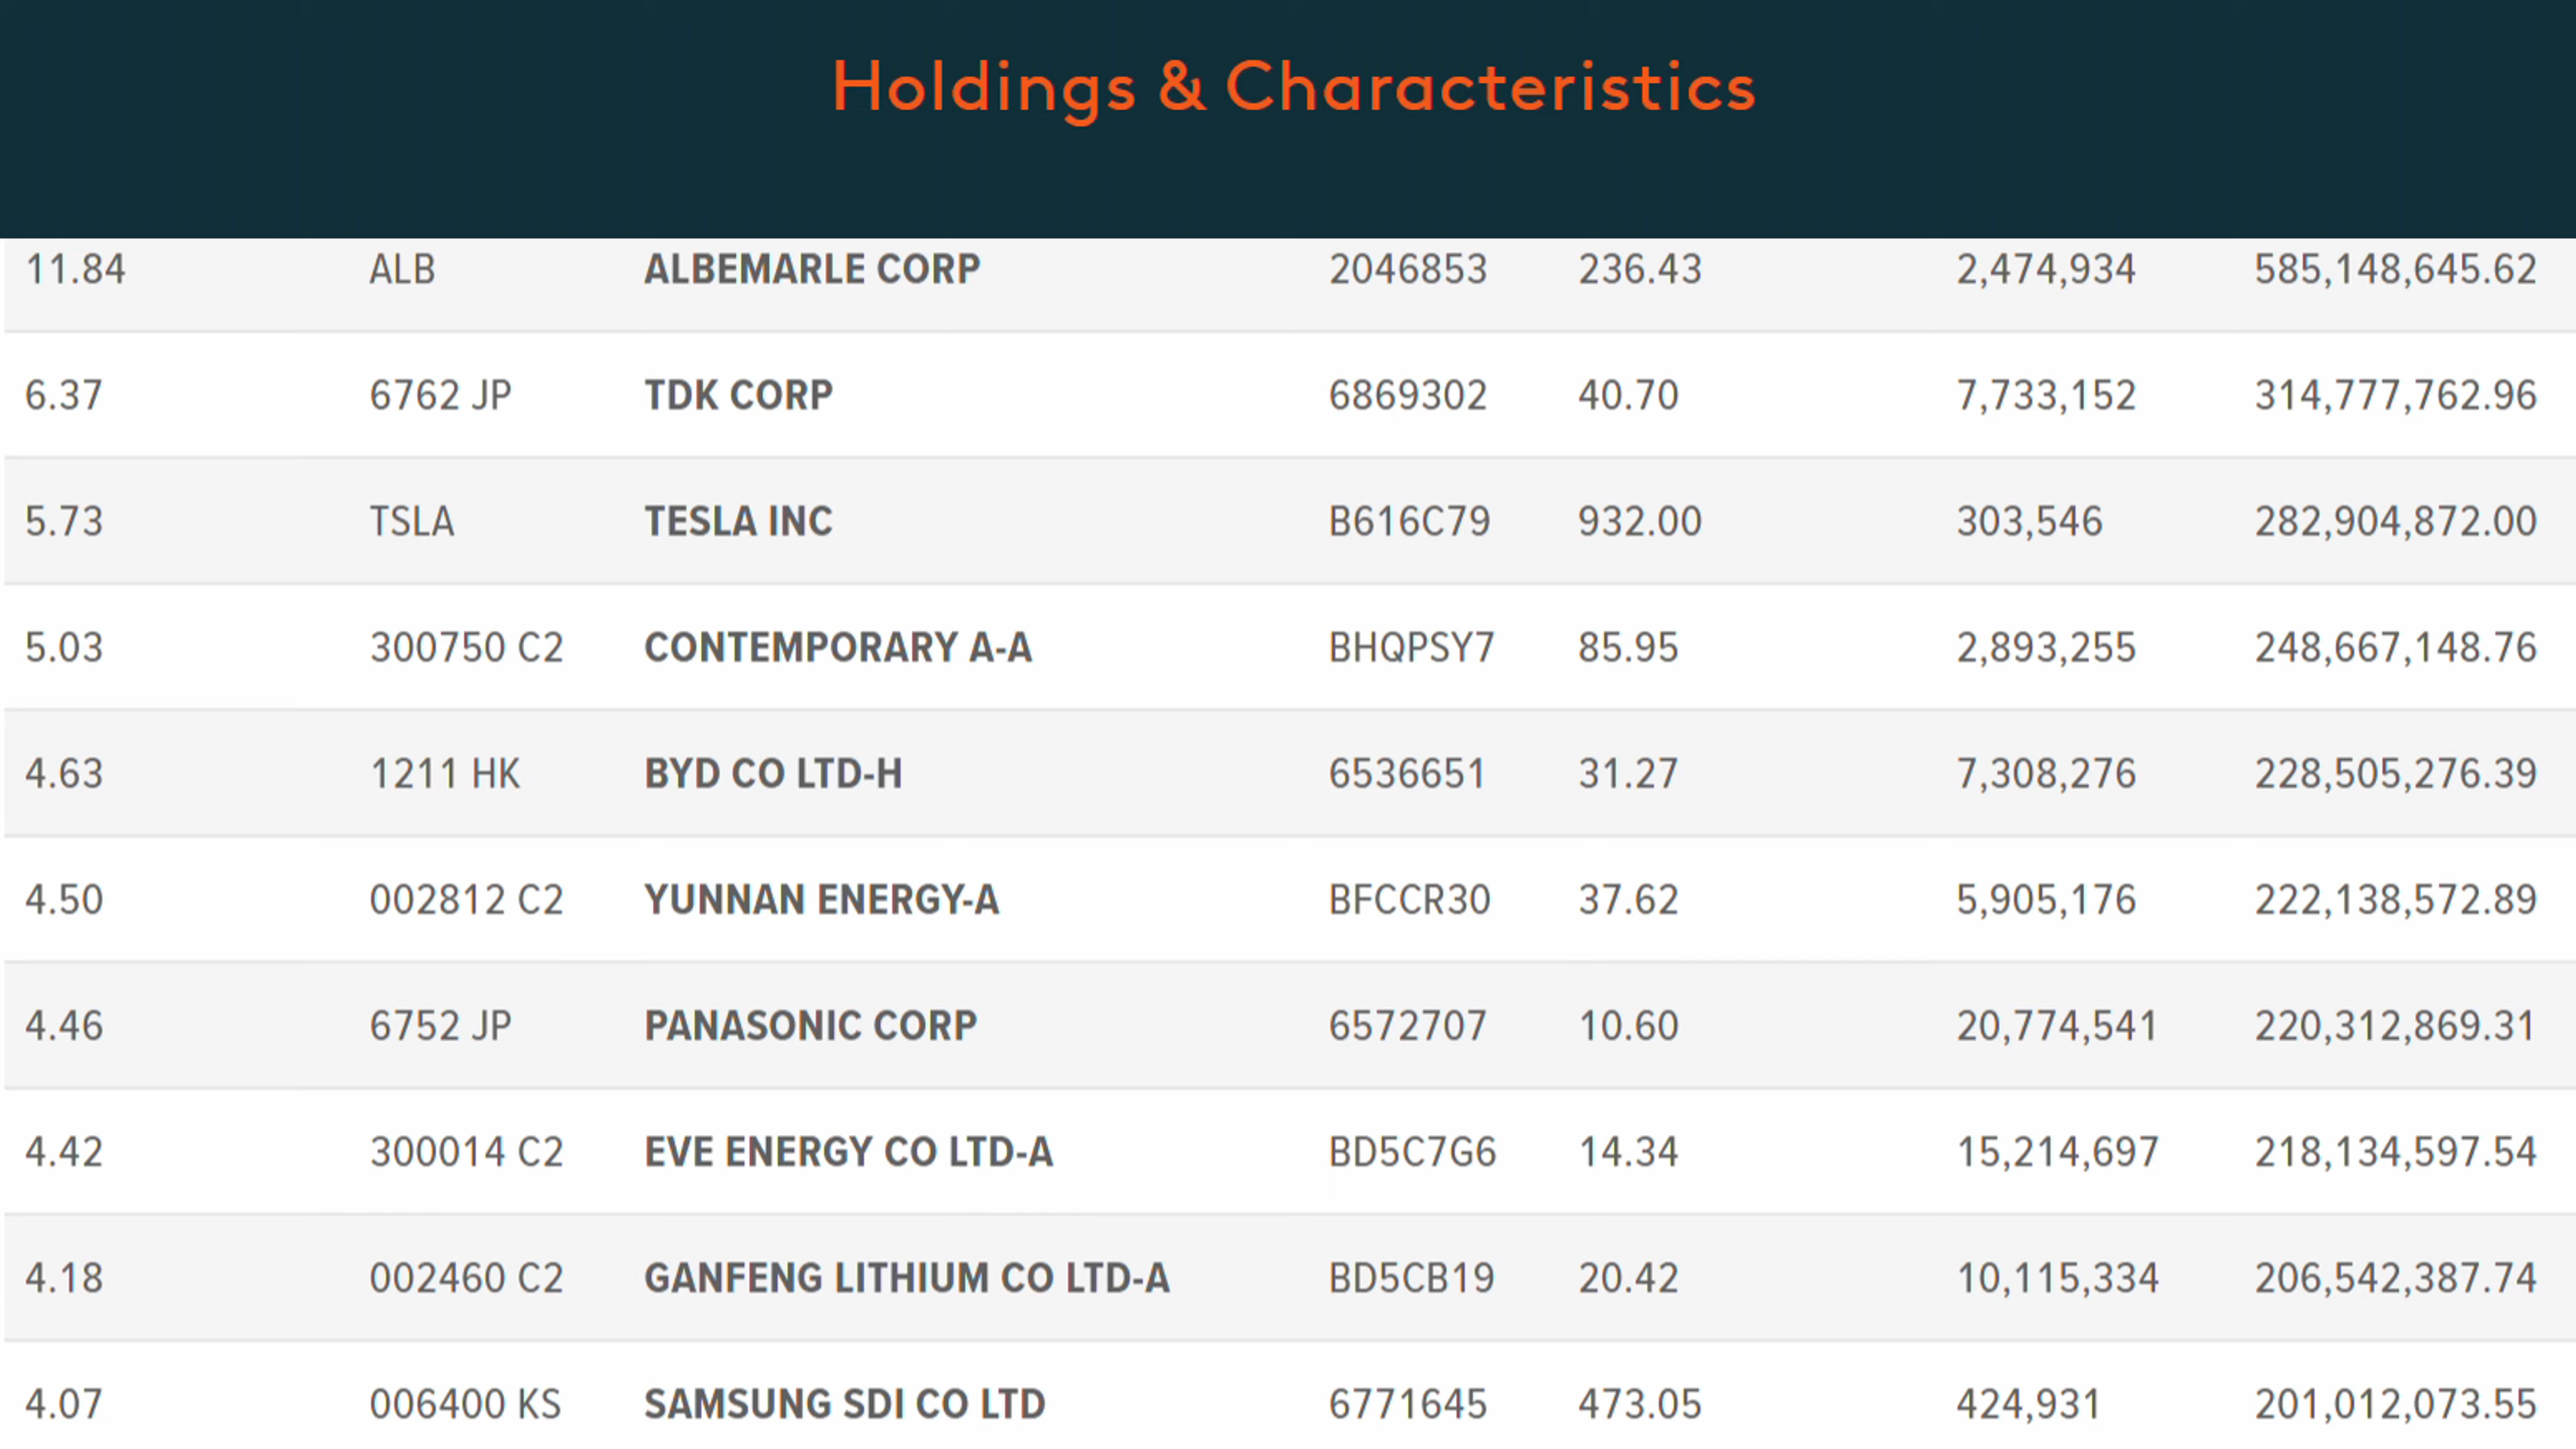 Holdings & Characteristics
11.84 ALB ALBEMARLE CORP 2046853 236.43 2,474,934 585,148,645.62
6.37 6762 JP TDK CORP 6869302 40.70 7,733,152 314,777,762.96
5.73 TSLA TESLA INC B616C79 932.00 303,546 282,904,872.00
5.03 300750 C2 CONTEMPORARY A-A BHQPSY7 85.95 2,893,255 248,667,148.76
4.63 1211 HK BYD CO LTD-H 6536651 31.27 7,308,276 228,505,276.39
4.50 002812 C2 YUNNAN ENERGY-A BFCCR30 37.62 5,905,176 222,138,572.89
4.46 6752 JP PANASONIC CORP 6572707 10.60 20,774,541 220,312,869.31
4.42 300014 C2 EVE ENERGY CO LTD-A BD5C7G6 14.34 15,214,697 218,134,597.54
4.18 002460 C2 GANFENG LITHIUM CO LTD-A BD5CB19 20.42 10,115,334 206,542,387.74
4.07 006400 KS SAMSUNG SDI CO LTD 6771645 473.05 424,931 201,012,073.55